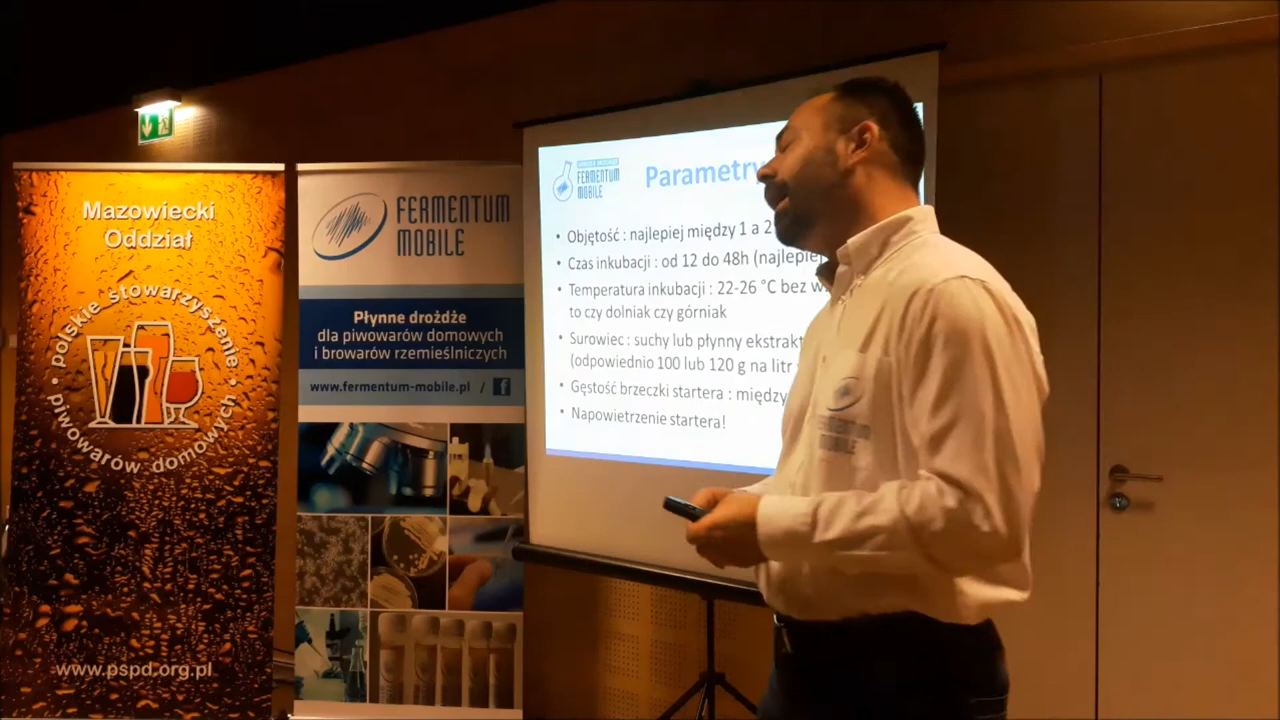 Mazowiecki
Oddział
polskie stowarzyszenie
piwowarów domowych
www.pspd.org.pl
FERMENTUM
MOBILE
Płynne drożdże
dla piwowarów domowych
i browarów rzemieślniczych
www.fermentum-mobile.pl / f
FERMENTUM
MOBILE
Parametry
• Objętość : najlepiej między 1 a 2
• Czas inkubacji : od 12 do 48h (najlepiej
• Temperatura inkubacji : 22-26 °C bez w
to czy dolniak czy górniak
• Surowiec : suchy lub płynny ekstrakt
(odpowiednio 100 lub 120 g na litr
• Gęstość brzeczki startera : między
• Napowietrzenie startera!
FERMENTUM
MOBILE